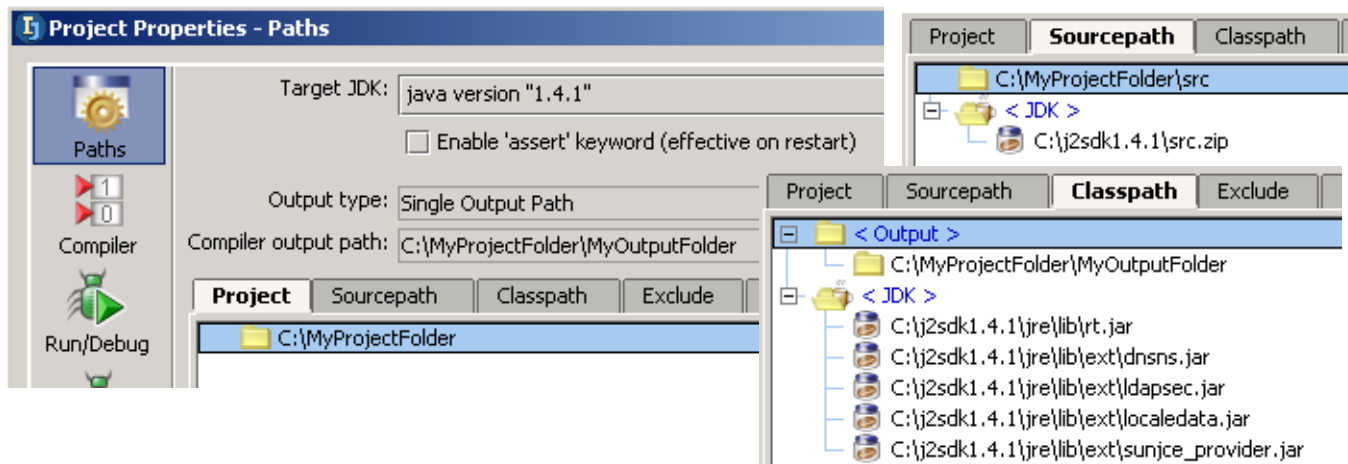 Project Properties - Paths
Paths
1
0
Compiler
Run/Debug
Target JDK: java version "1.4.1"
Enable 'assert' keyword (effective on restart)
Output type: Single Output Path
Compiler output path: C:\MyProjectFolder\MyOutputFolder
Project Sourcepath Classpath Exclude
C:\MyProjectFolder
Project Sourcepath Classpath
C:\MyProjectFolder\src
< JDK >
C:\j2sdk1.4.1\src.zip
Project Sourcepath Classpath Exclude
< Output >
C:\MyProjectFolder\MyOutputFolder
< JDK >
C:\j2sdk1.4.1\jre\lib\rt.jar
C:\j2sdk1.4.1\jre\lib\ext\dnsns.jar
C:\j2sdk1.4.1\jre\lib\ext\ldapsec.jar
C:\j2sdk1.4.1\jre\lib\ext\localedata.jar
C:\j2sdk1.4.1\jre\lib\ext\sunjce_provider.jar